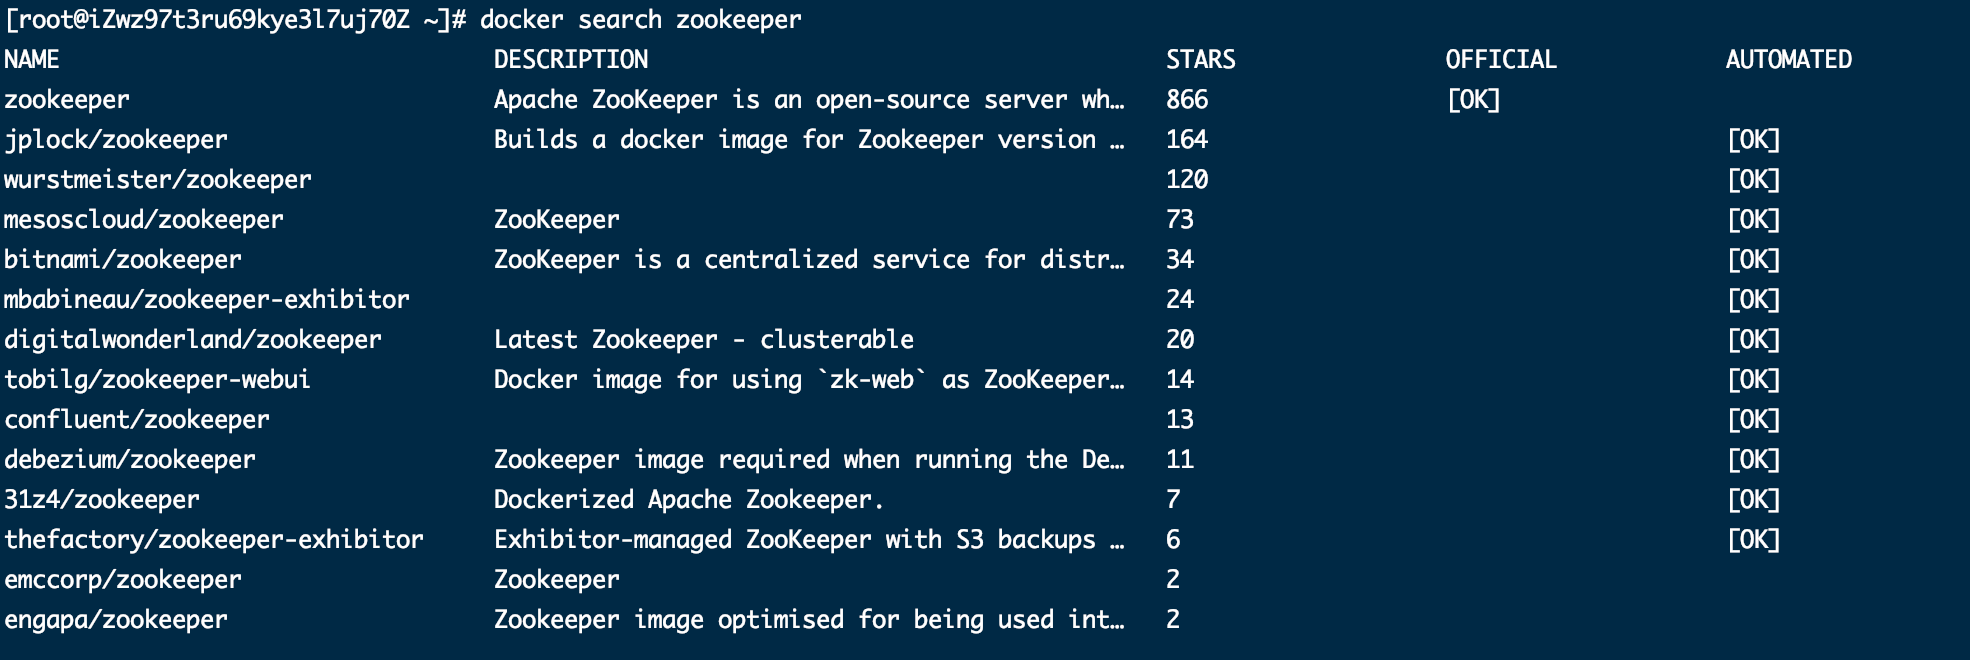 [root@iZwz97t3ru69kye3l7uj70Z ~]# docker search zookeeper
NAME DESCRIPTION STARS OFFICIAL AUTOMATED
zookeeper Apache ZooKeeper is an open-source server wh… 866 [OK]
jplock/zookeeper Builds a docker image for Zookeeper version … 164 [OK]
wurstmeister/zookeeper 120 [OK]
mesoscloud/zookeeper ZooKeeper 73 [OK]
bitnami/zookeeper ZooKeeper is a centralized service for distr… 34 [OK]
mbabineau/zookeeper-exhibitor 24 [OK]
digitalwonderland/zookeeper Latest Zookeeper - clusterable 20 [OK]
tobilg/zookeeper-webui Docker image for using `zk-web` as ZooKeeper… 14 [OK]
confluent/zookeeper 13 [OK]
debezium/zookeeper Zookeeper image required when running the De… 11 [OK]
31z4/zookeeper Dockerized Apache Zookeeper. 7 [OK]
thefactory/zookeeper-exhibitor Exhibitor-managed ZooKeeper with S3 backups … 6 [OK]
emccorp/zookeeper Zookeeper 2
engapa/zookeeper Zookeeper image optimised for being used int… 2